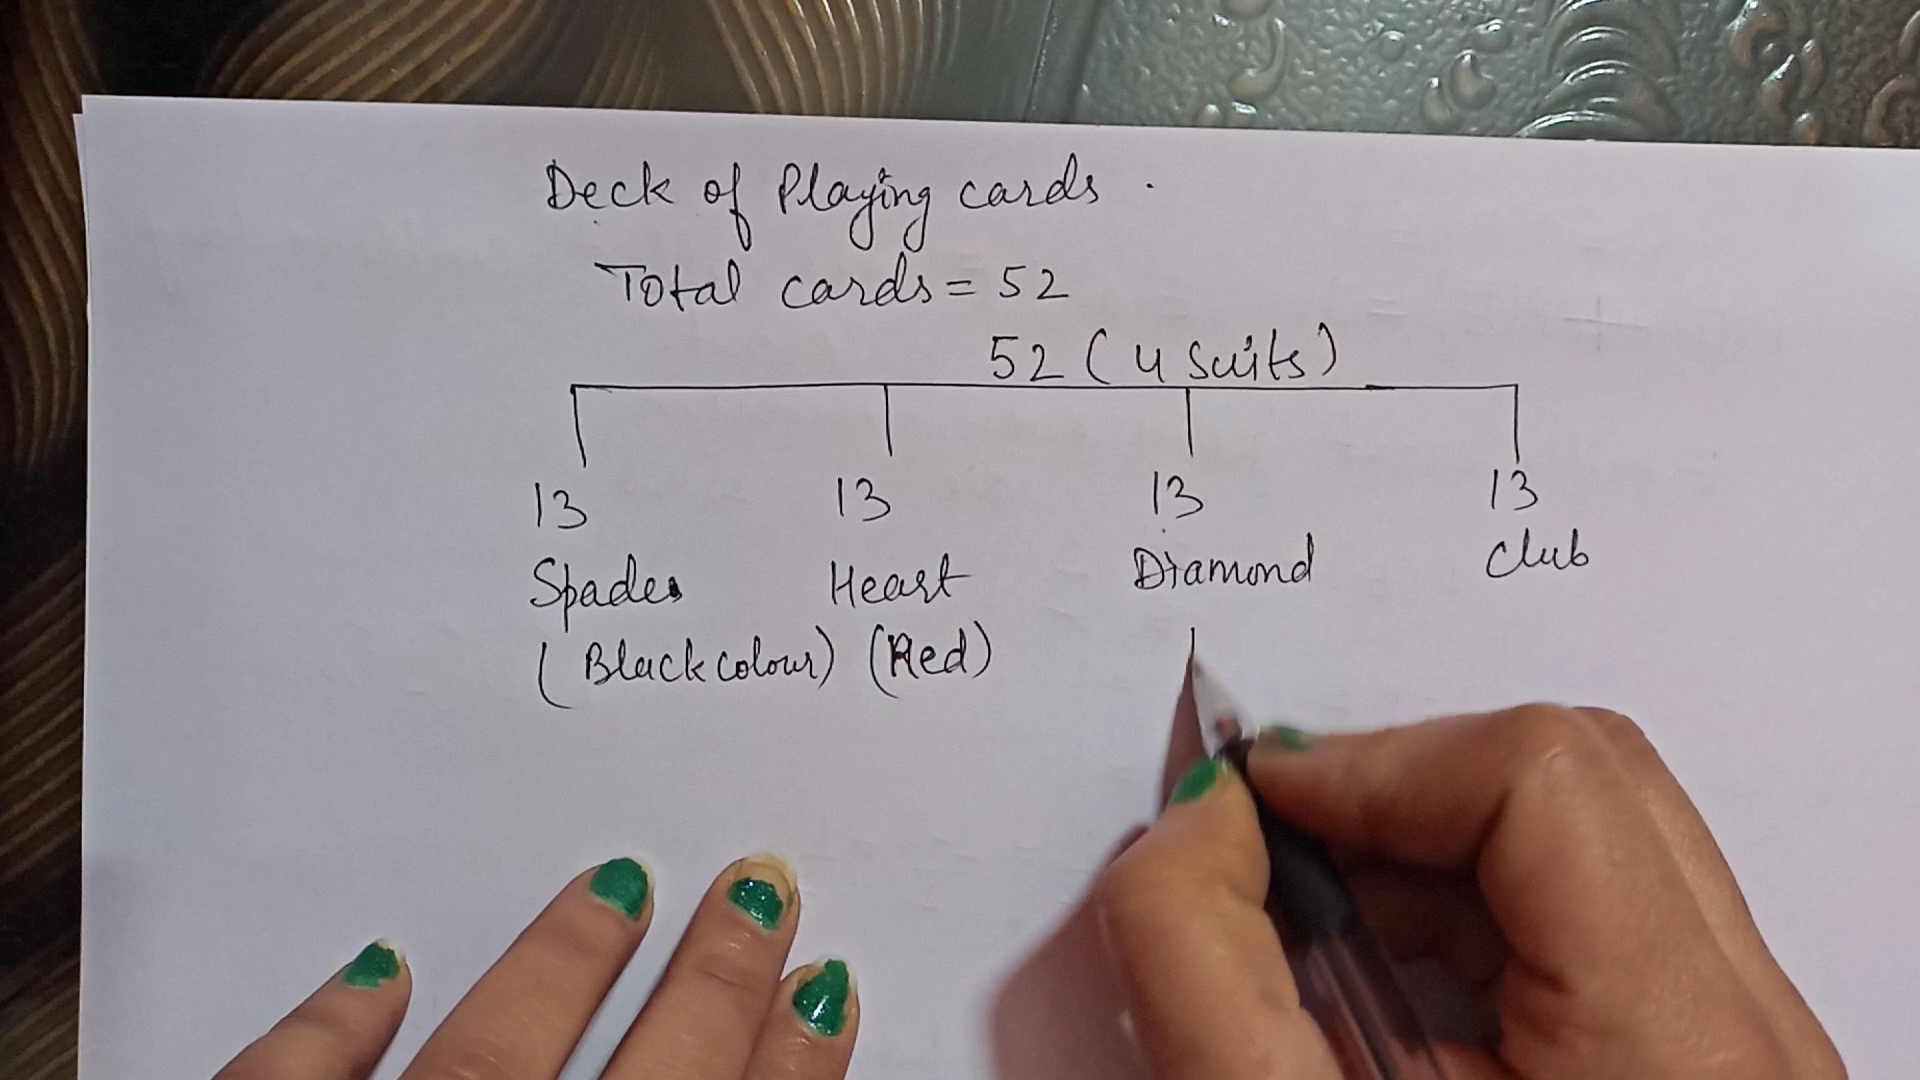 Deck of Playing cards .
Total cards = 52
52 ( 4 Suits )
13 13 13 13
Spades Heart Diamond Club
( Black colour) (Red)